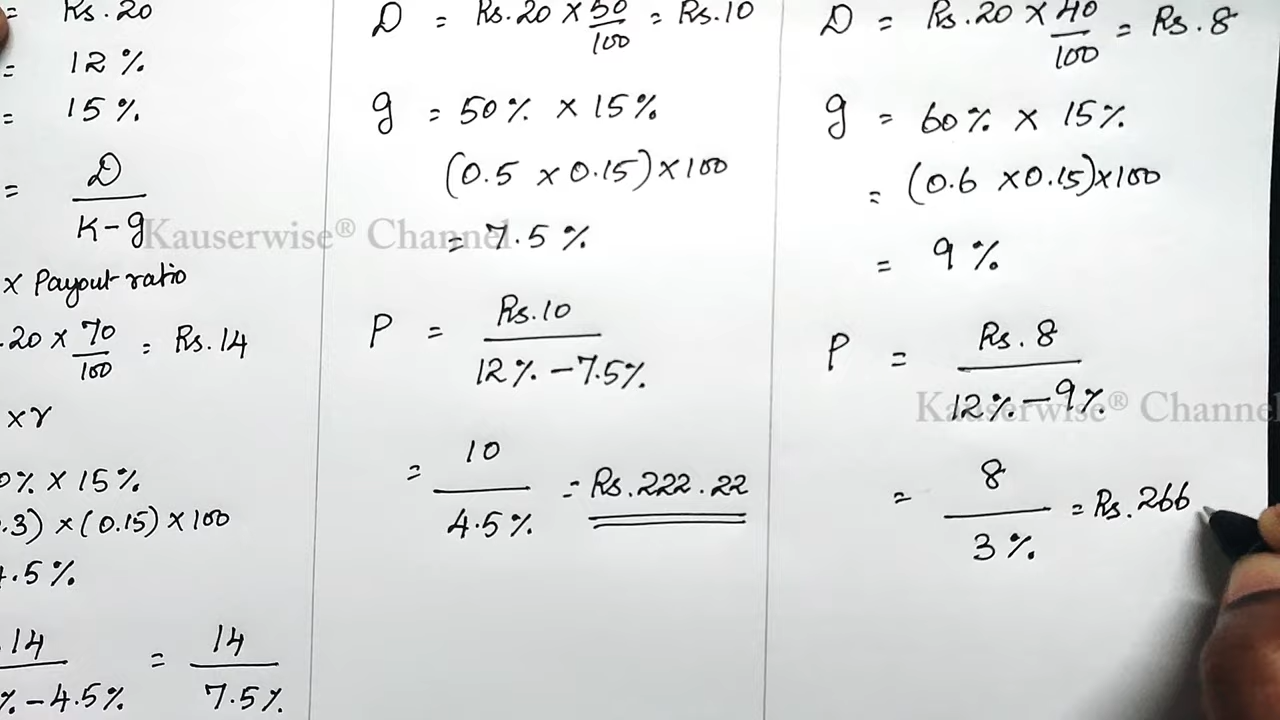 = Rs.20
= 12%
= 15%
= D
K-g
x Payout ratio
.20 x 70 = Rs.14
100
x r
0% x 15%
.3) x (0.15) x 100
4.5%
.14 = 14
% - 4.5% 7.5%
D = Rs.20 x 50 = Rs.10
100
g = 50% x 15%
(0.5 x 0.15) x 100
= 7.5%
P = Rs.10
12% - 7.5%
= 10 = Rs.222.22
4.5%
D = Rs.20 x 40 = Rs.8
100
g = 60% x 15%
= (0.6 x 0.15) x 100
= 9%
P = Rs.8
12% - 9%
= 8 = Rs.266
3%
Kauserwise® Channel
Kauserwise® Channel